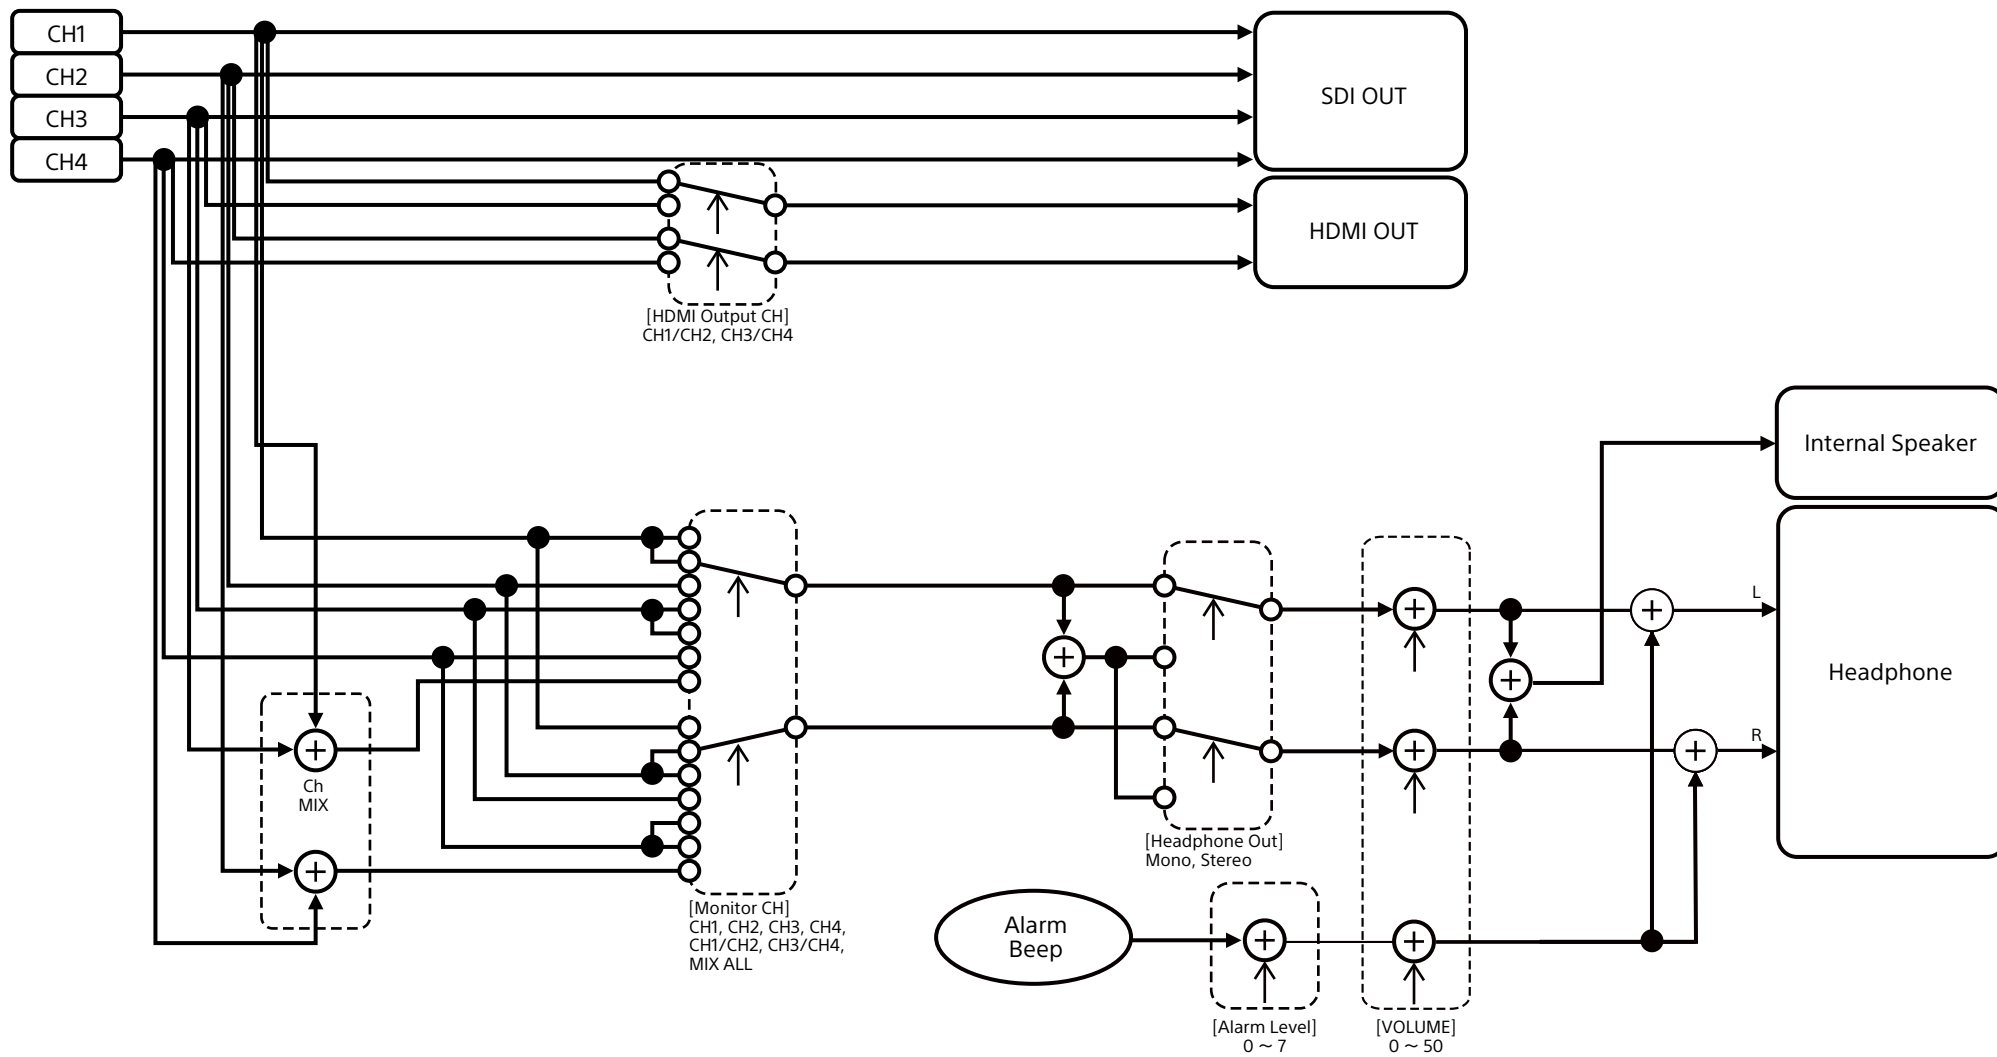 CH1
CH2
CH3
CH4
SDI OUT
HDMI OUT
[HDMI Output CH]
CH1/CH2, CH3/CH4
Internal Speaker
L
Headphone
R
Ch
MIX
[Headphone Out]
Mono, Stereo
[Monitor CH]
CH1, CH2, CH3, CH4,
CH1/CH2, CH3/CH4,
MIX ALL
Alarm
Beep
[Alarm Level]
0 ~ 7
[VOLUME]
0 ~ 50